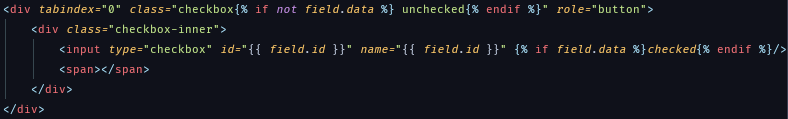 <div tabindex="0" class="checkbox{% if not field.data %} unchecked{% endif %}" role="button">
<div class="checkbox-inner">
<input type="checkbox" id="{{ field.id }}" name="{{ field.id }}" {% if field.data %}checked{% endif %}/>
<span></span>
</div>
</div>